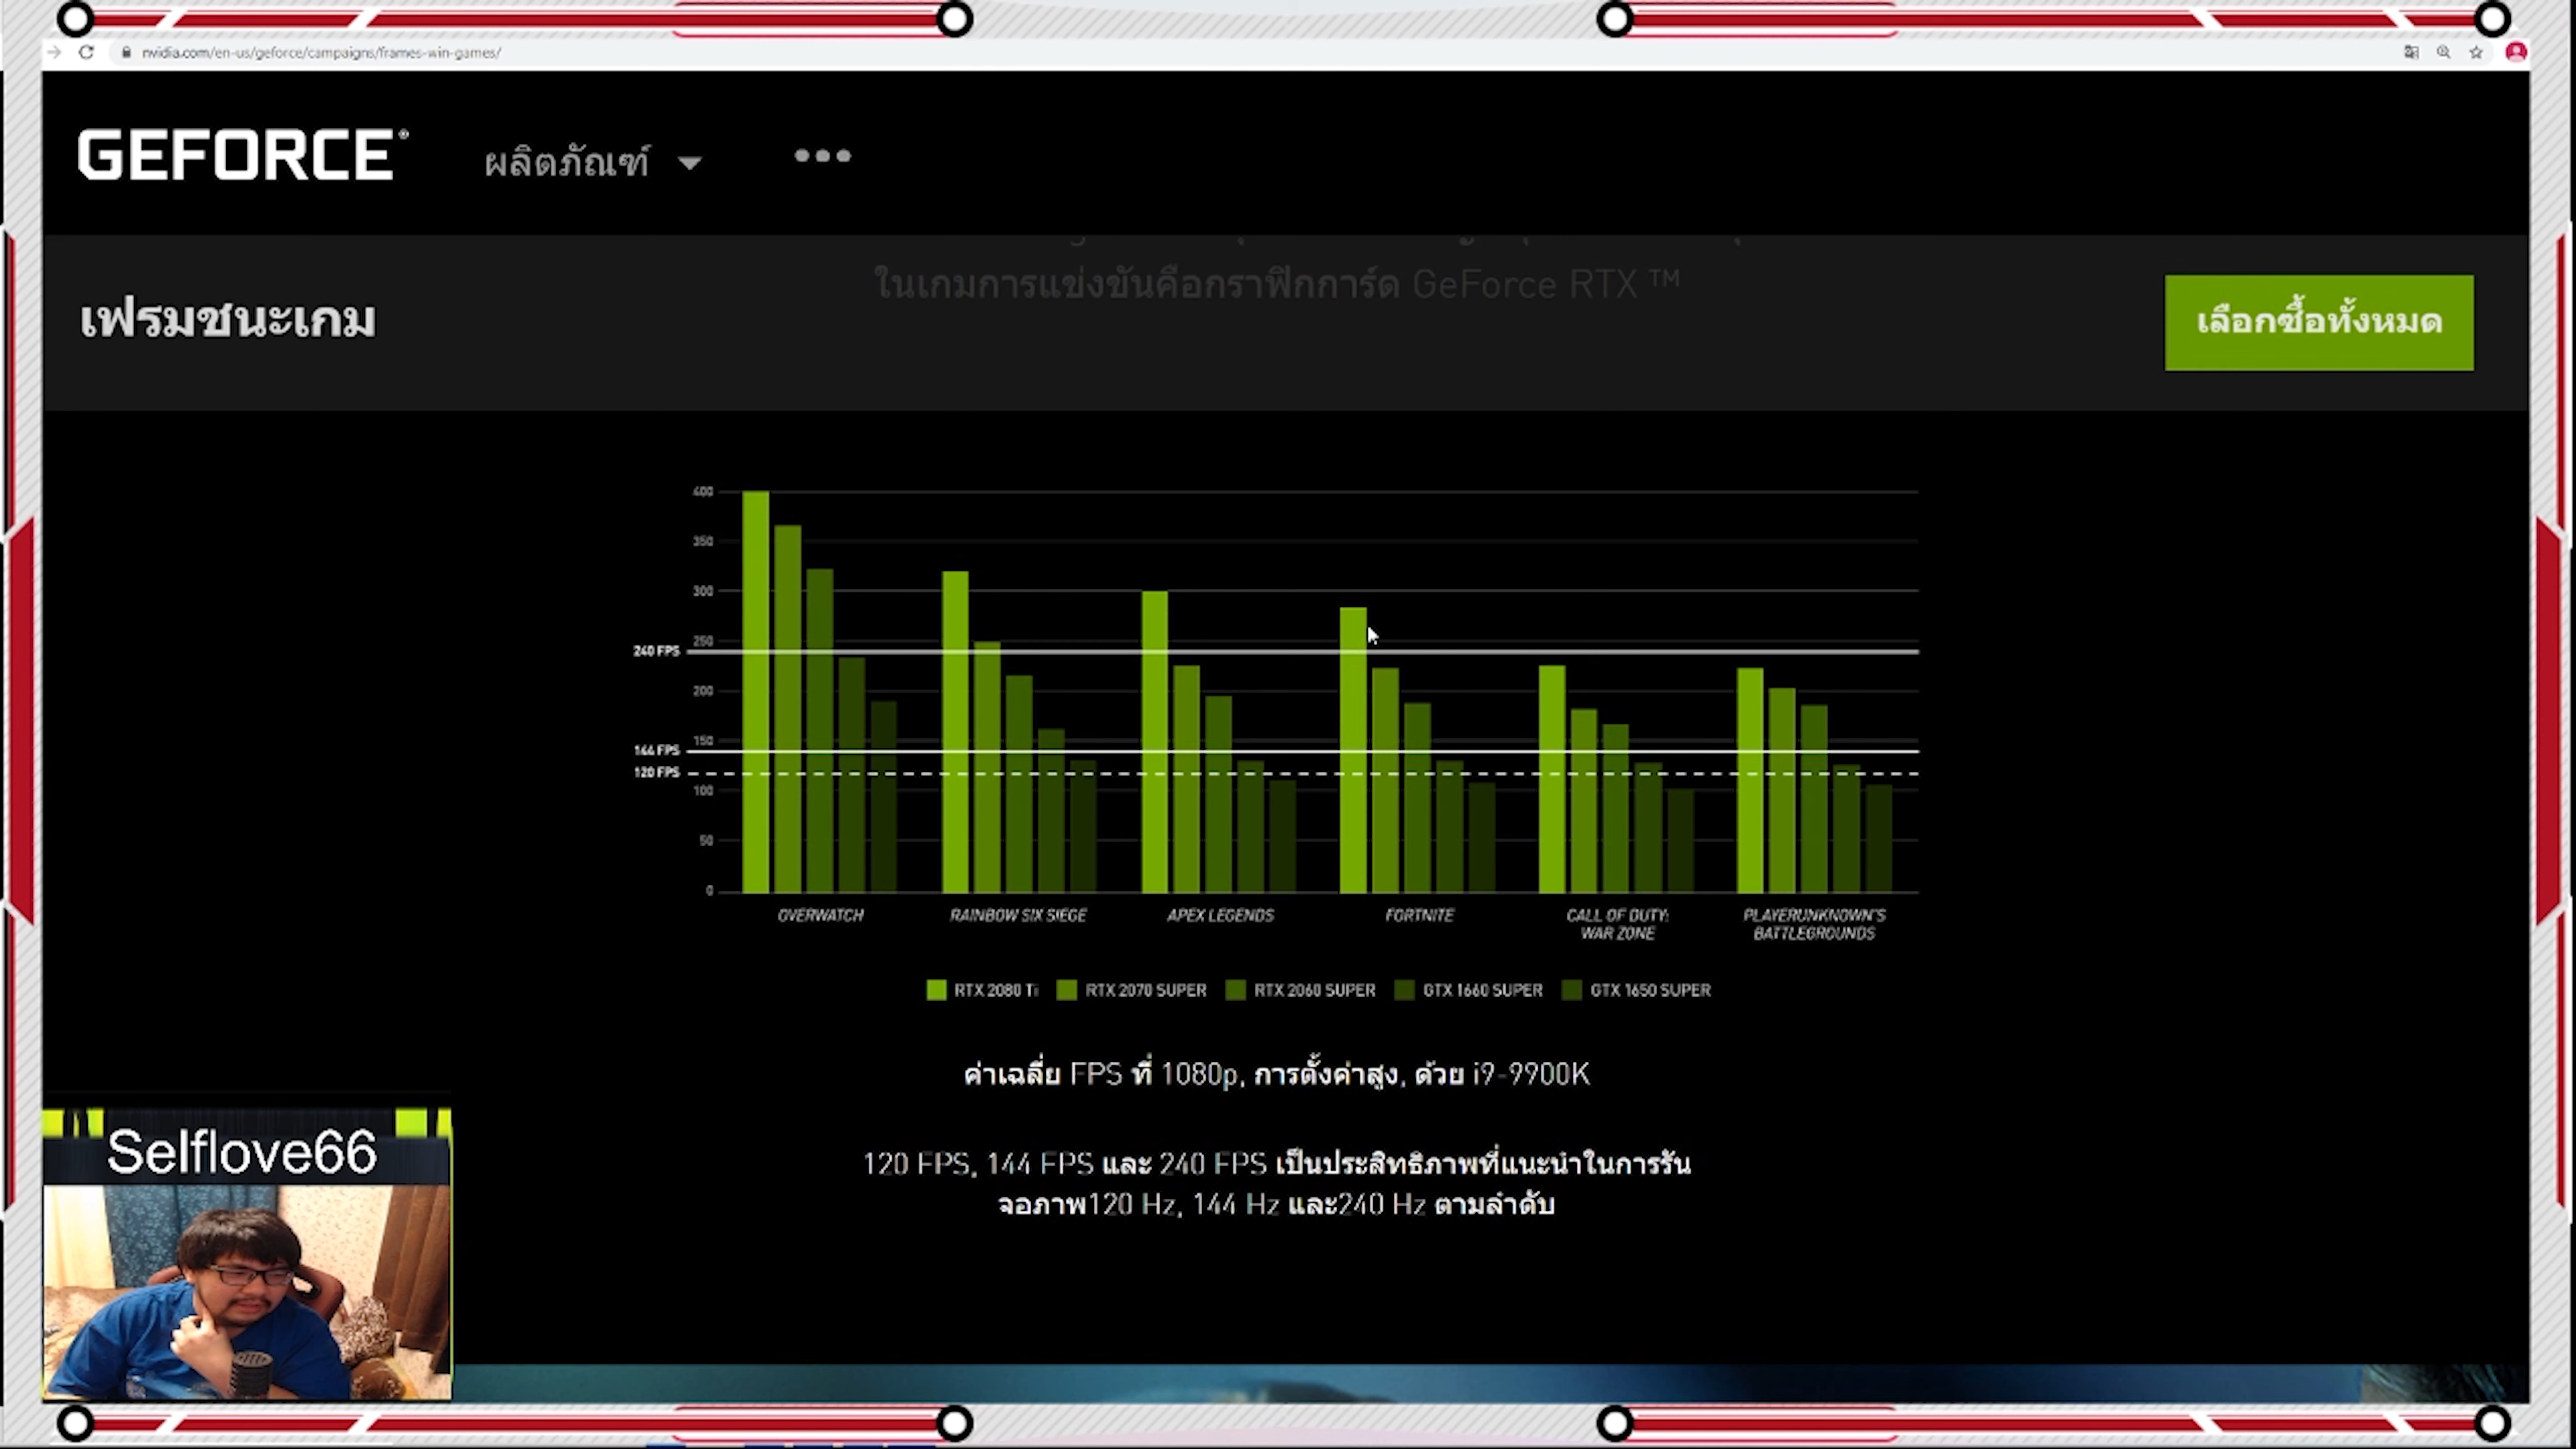 nvidia.com/en-us/geforce/campaigns/frames-win-games/
GEFORCE
ผลิตภัณฑ์
ในเกมการแข่งขันคือกราฟิกการ์ด GeForce RTX ™
เฟรมชนะเกม
เลือกซื้อทั้งหมด
400
350
300
250
240 FPS
200
150
144 FPS
120 FPS
100
50
0
OVERWATCH
RAINBOW SIX SIEGE
APEX LEGENDS
FORTNITE
CALL OF DUTY:
WAR ZONE
PLAYERUNKNOWN'S
BATTLEGROUNDS
RTX 2080 Ti RTX 2070 SUPER RTX 2060 SUPER GTX 1660 SUPER GTX 1650 SUPER
ค่าเฉลี่ย FPS ที่ 1080p, การตั้งค่าสูง, ด้วย i9-9900K
120 FPS, 144 FPS และ 240 FPS เป็นประสิทธิภาพที่แนะนำในการรัน
จอภาพ120 Hz, 144 Hz และ240 Hz ตามลำดับ
Selflove66